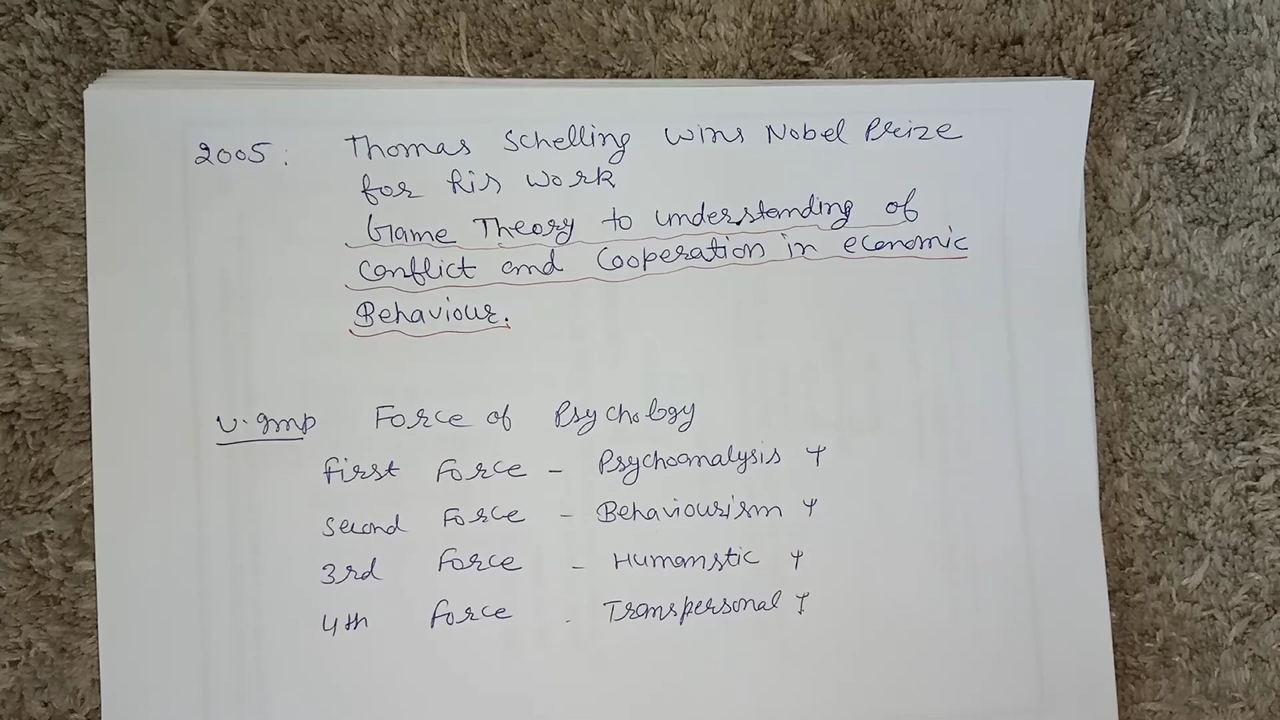 2005: Thomas Schelling wins Nobel Prize
for his work
Game Theory to understanding of
conflict and cooperation in economic
Behaviour.
V. Imp Force of Psychology
first Force - Psychoanalysis ψ
second Force - Behaviourism ψ
3rd Force - Humanstic ψ
4th force - Transpersonal ψ